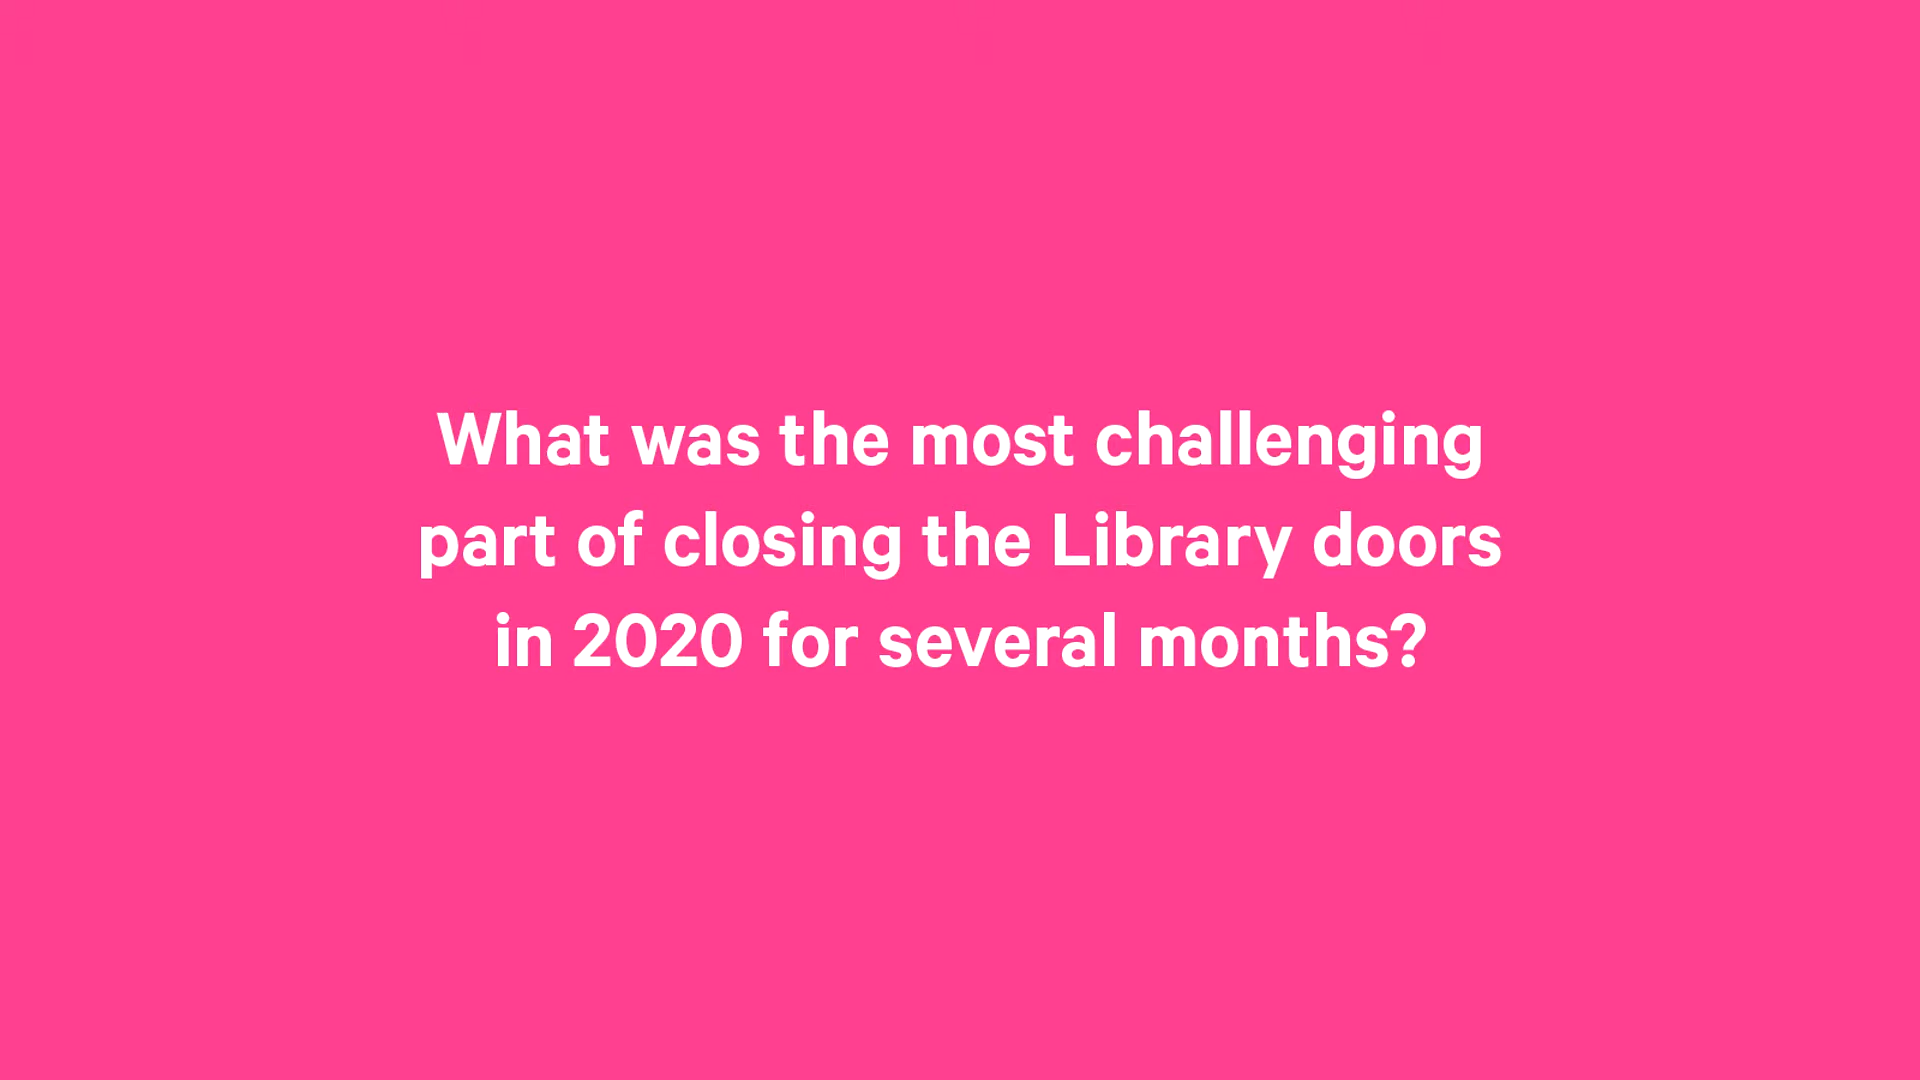 What was the most challenging
part of closing the Library doors
in 2020 for several months?